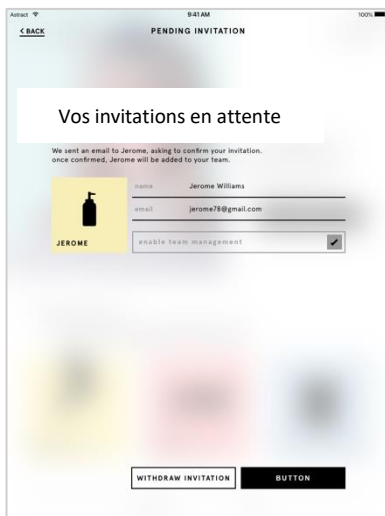 Astract 9:41 AM 100%
< BACK PENDING INVITATION
Vos invitations en attente
We sent an email to Jerome, asking to confirm your invitation.
once confirmed, Jerome will be added to your team.
name Jerome Williams
email jerome78@gmail.com
JEROME enable team management
WITHDRAW INVITATION BUTTON